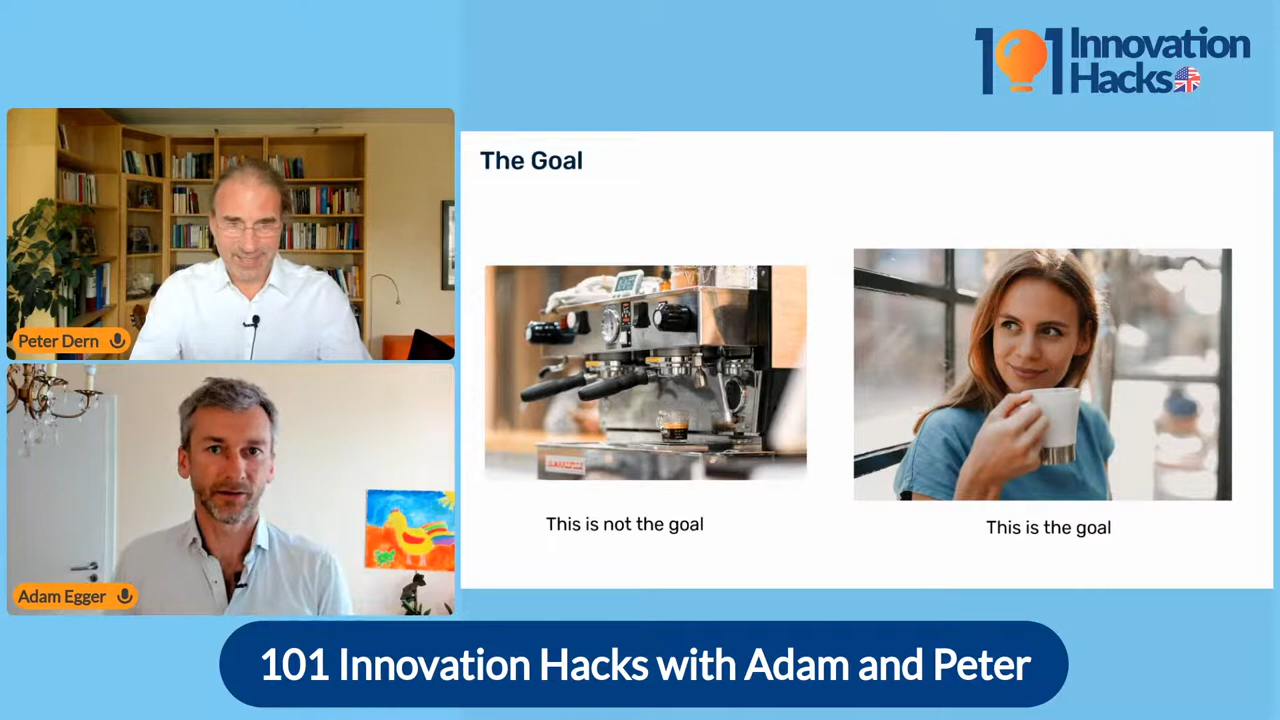 101 Innovation
Hacks
The Goal
Peter Dern
This is not the goal
This is the goal
Adam Egger
101 Innovation Hacks with Adam and Peter